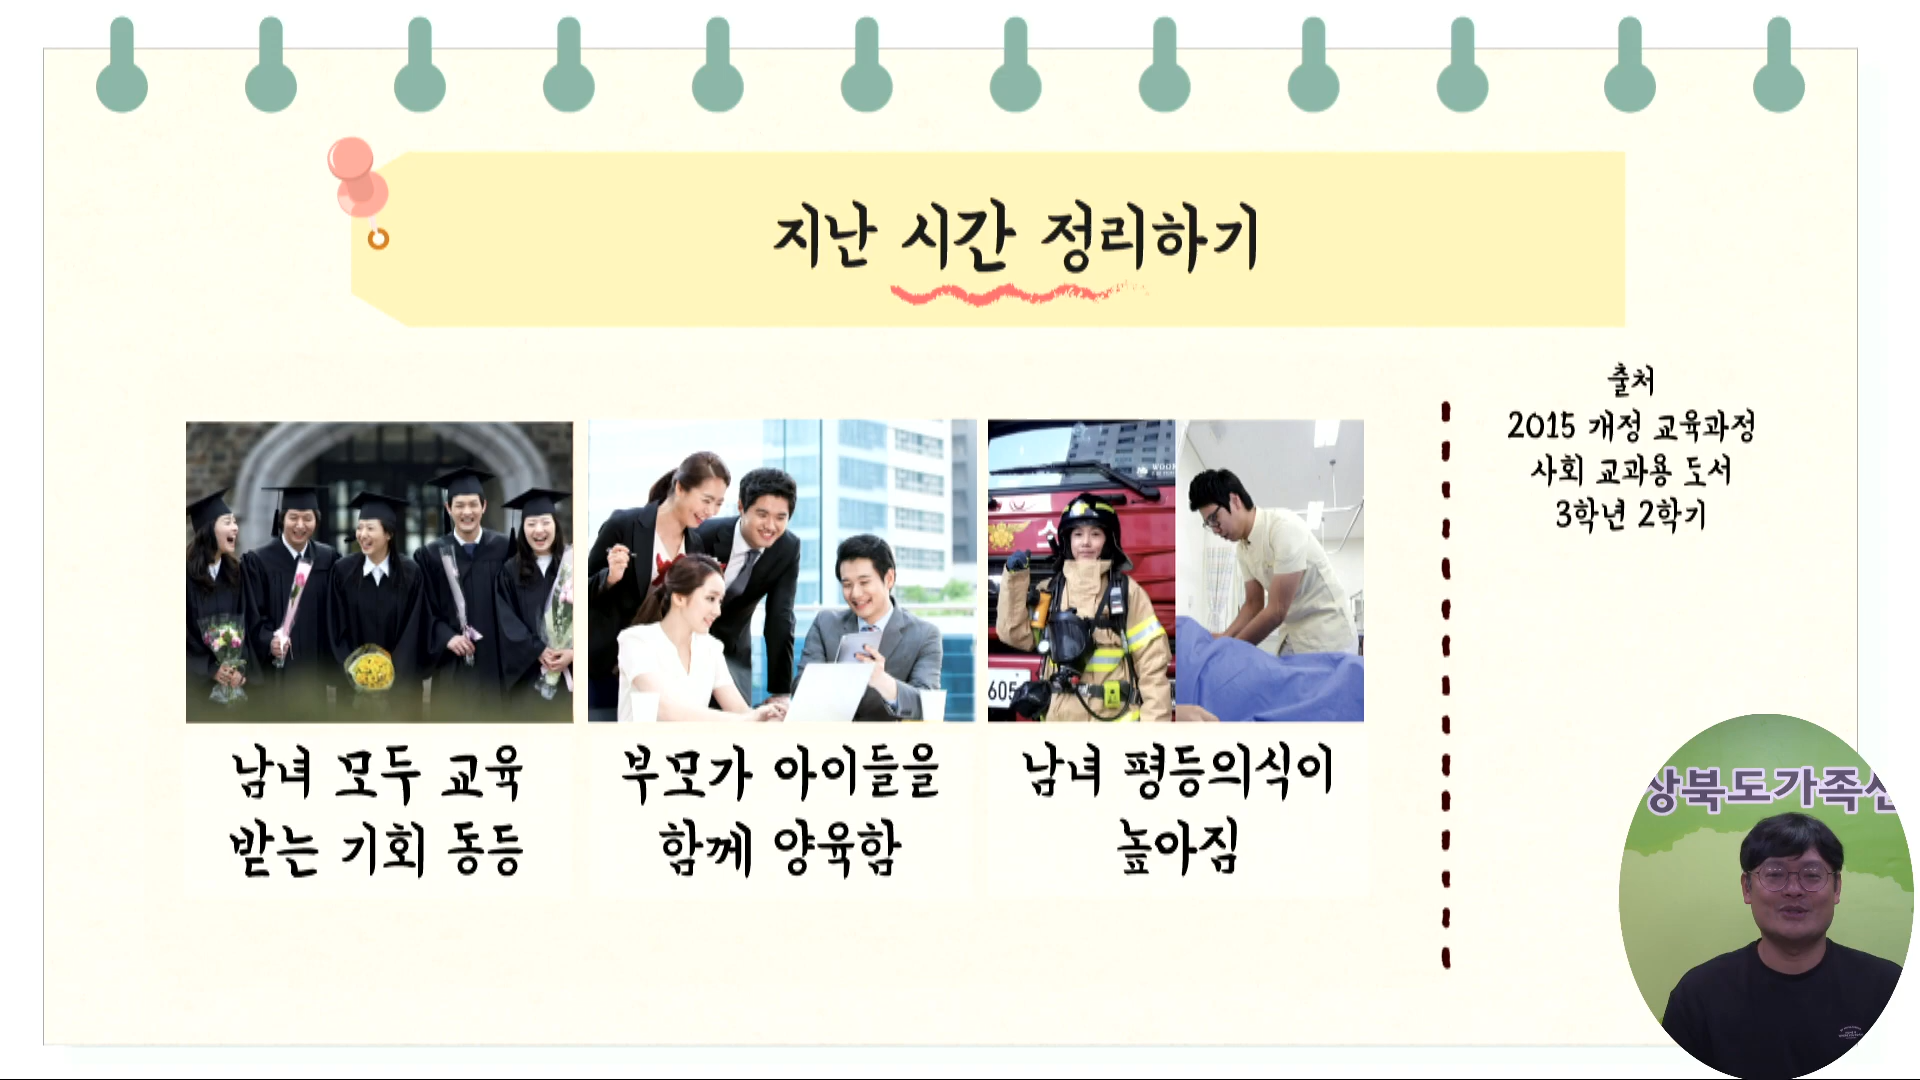 지난 시간 정리하기
남녀 모두 교육
받는 기회 동등
부모가 아이들을
함께 양육함
남녀 평등의식이
높아짐
605
출처
2015 개정 교육과정
사회 교과용 도서
3학년 2학기
상북도가족센